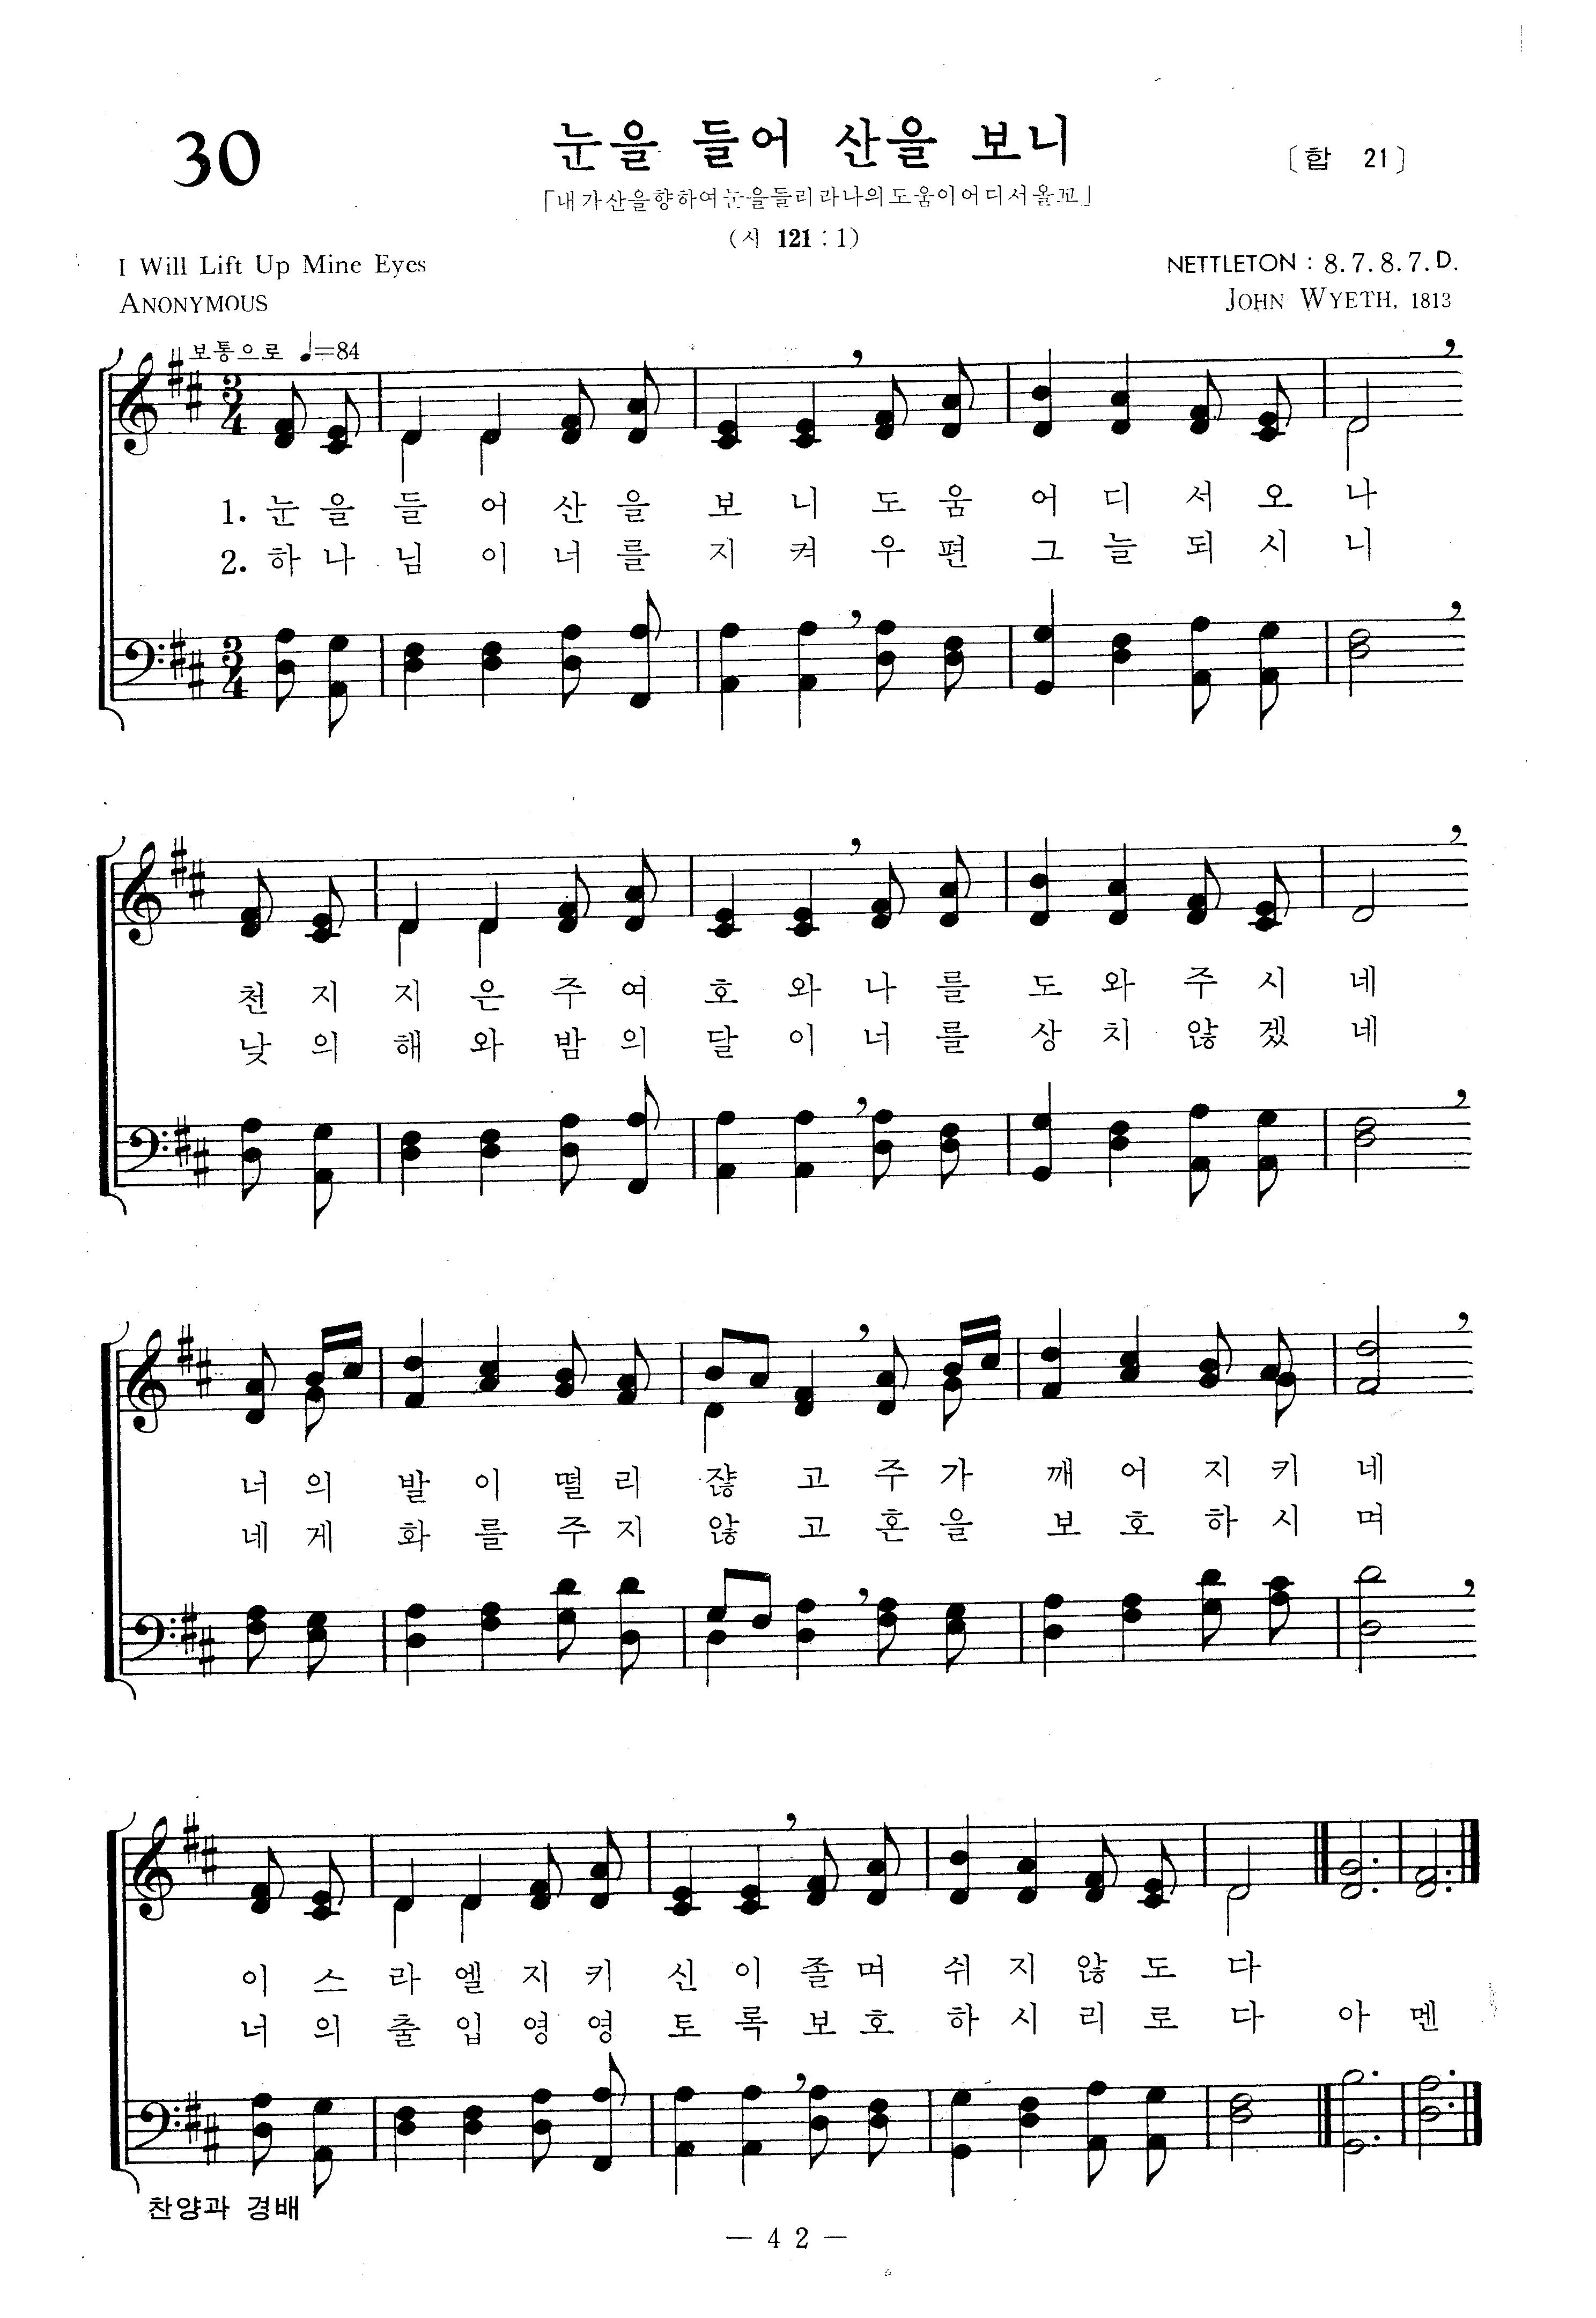 30
눈을 들어 산을 보니
〔합 21〕
「내가산을향하여눈을들리라나의도움이어디서올꼬」
(시 121 : 1)
I Will Lift Up Mine Eyes
NETTLETON : 8. 7. 8. 7. D.
ANONYMOUS
JOHN WYETH, 1813
보통으로 ♩=84
3/4
1. 눈 을 들 어 산 을 보 니 도 움 어 디 서 오 나
2. 하 나 님 이 너 를 지 켜 우 편 그 늘 되 시 니
3/4
천 지 지 은 주 여 호 와 나 를 도 와 주 시 네
낮 의 해 와 밤 의 달 이 너 를 상 치 않 겠 네
너 의 발 이 떨 리 쟎 고 주 가 깨 어 지 키 네
네 게 화 를 주 지 않 고 혼 을 보 호 하 시 며
이 스 라 엘 지 키 신 이 졸 며 쉬 지 않 도 다
너 의 출 입 영 영 토 록 보 호 하 시 리 로 다 아 멘
찬양과 경배
— 4 2 —